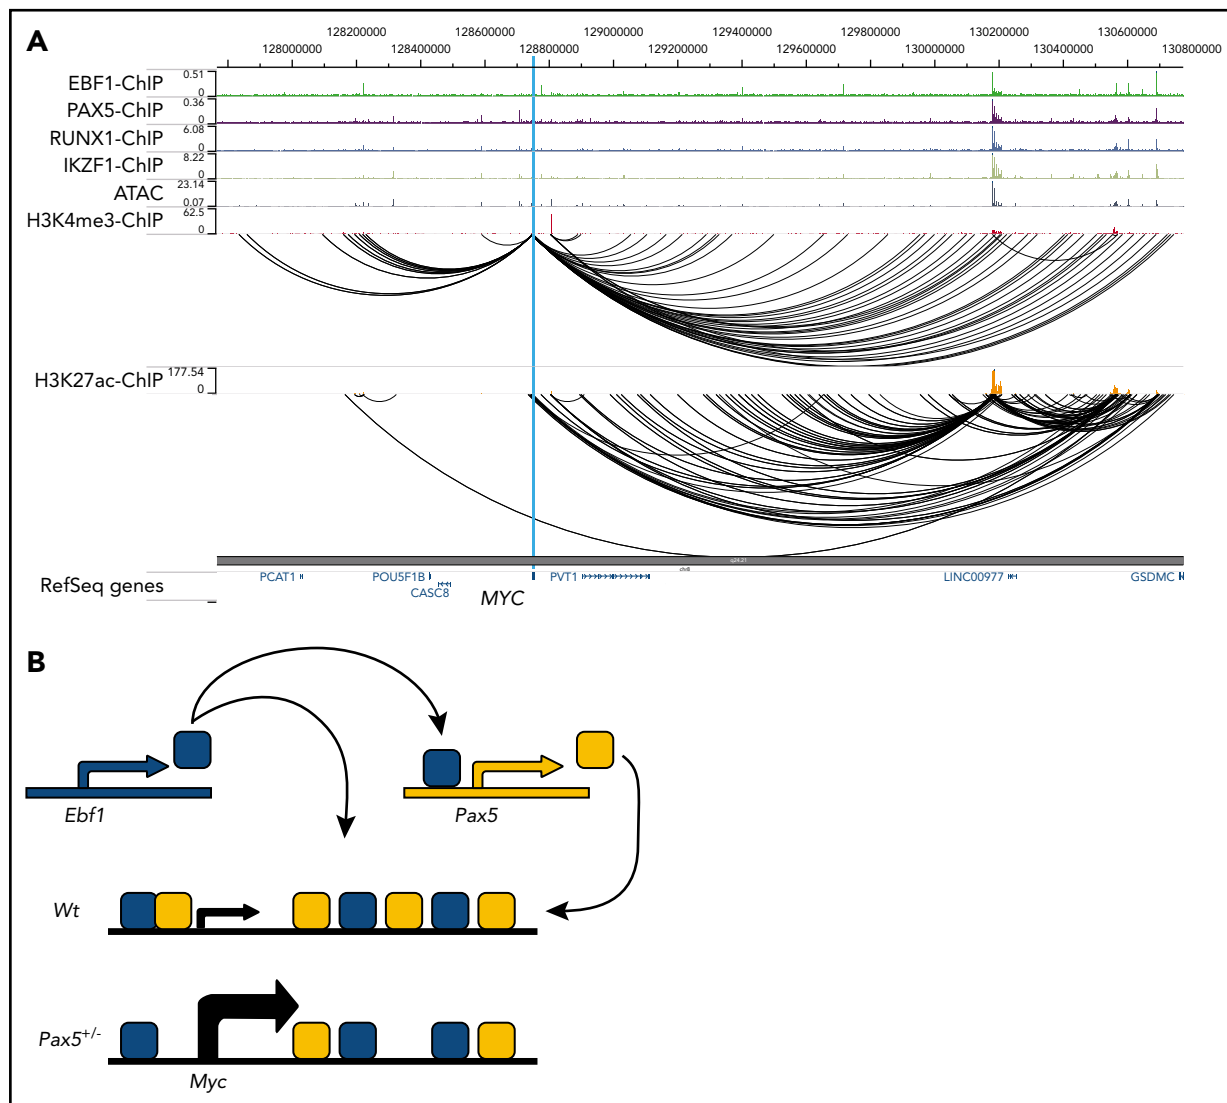 A
128200000 128600000 129000000 129400000 129800000 130200000 130600000
128000000 128400000 128800000 129200000 129600000 130000000 130400000 130800000
EBF1-ChIP 0.51
0
PAX5-ChIP 0.36
0
RUNX1-ChIP 6.08
0
IKZF1-ChIP 8.22
0
ATAC 23.14
0.07
H3K4me3-ChIP 62.5
0
H3K27ac-ChIP 177.54
0
q24.21
chr8
RefSeq genes
PCAT1 POU5F1B PVT1 LINC00977 GSDMC
CASC8
MYC
B
Ebf1 Pax5
Wt
Pax5+/-
Myc